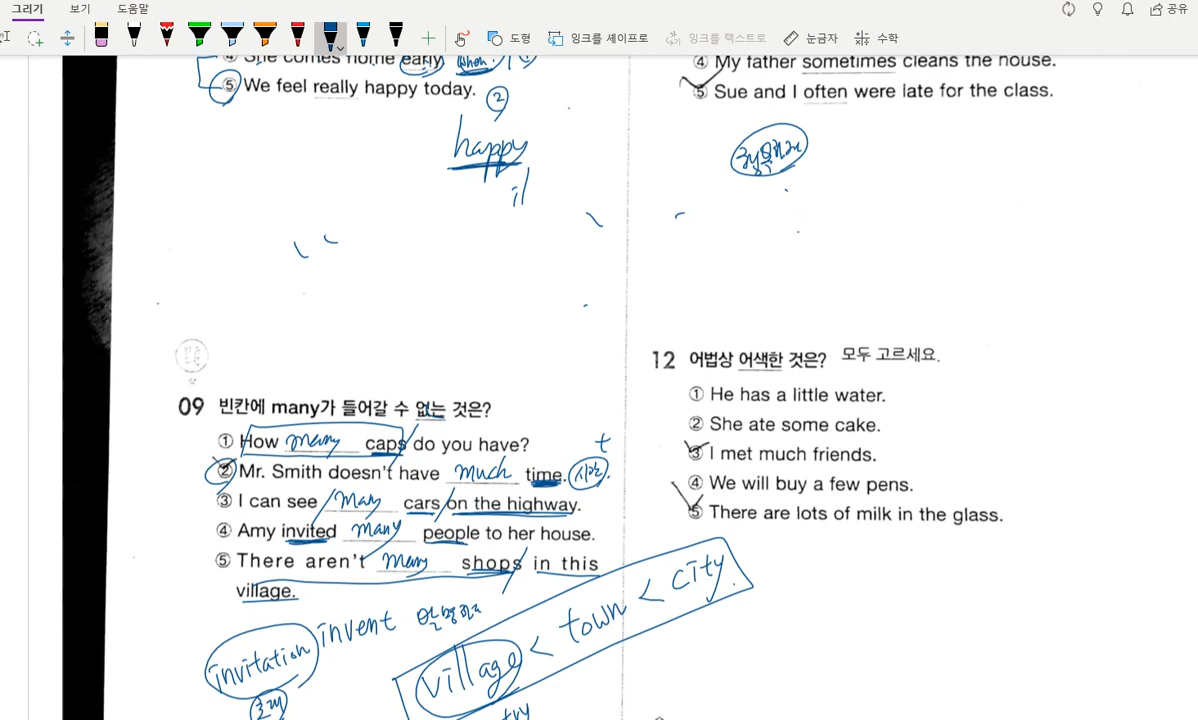 그리기 보기 도움말 공유
도형 잉크를 셰이프로 잉크를 텍스트로 눈금자 수학
④ She comes home early when
⑤ We feel really happy today.
②
happy
il
④ My father sometimes cleans the house.
⑤ Sue and I often were late for the class.
09 빈칸에 many가 들어갈 수 없는 것은?
① How many caps do you have?
t
② Mr. Smith doesn't have much time. 시간
③ I can see many cars on the highway.
④ Amy invited many people to her house.
⑤ There aren't many shops in this
village.
invitation invent 발명하다
초대
village < town < city
try
12 어법상 어색한 것은? 모두 고르세요.
① He has a little water.
② She ate some cake.
③ I met much friends.
④ We will buy a few pens.
⑤ There are lots of milk in the glass.